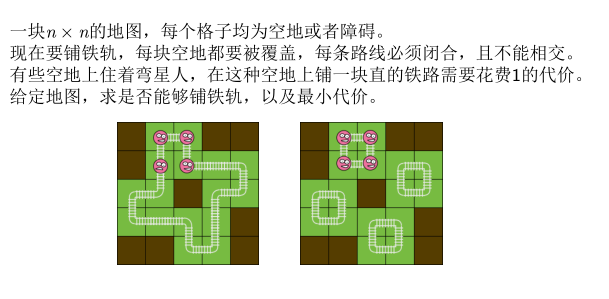 一块n × n的地图，每个格子均为空地或者障碍。
现在要铺铁轨，每块空地都要被覆盖，每条路线必须闭合，且不能相交。
有些空地上住着弯星人，在这种空地上铺一块直的铁路需要花费1的代价。
给定地图，求是否能够铺铁轨，以及最小代价。